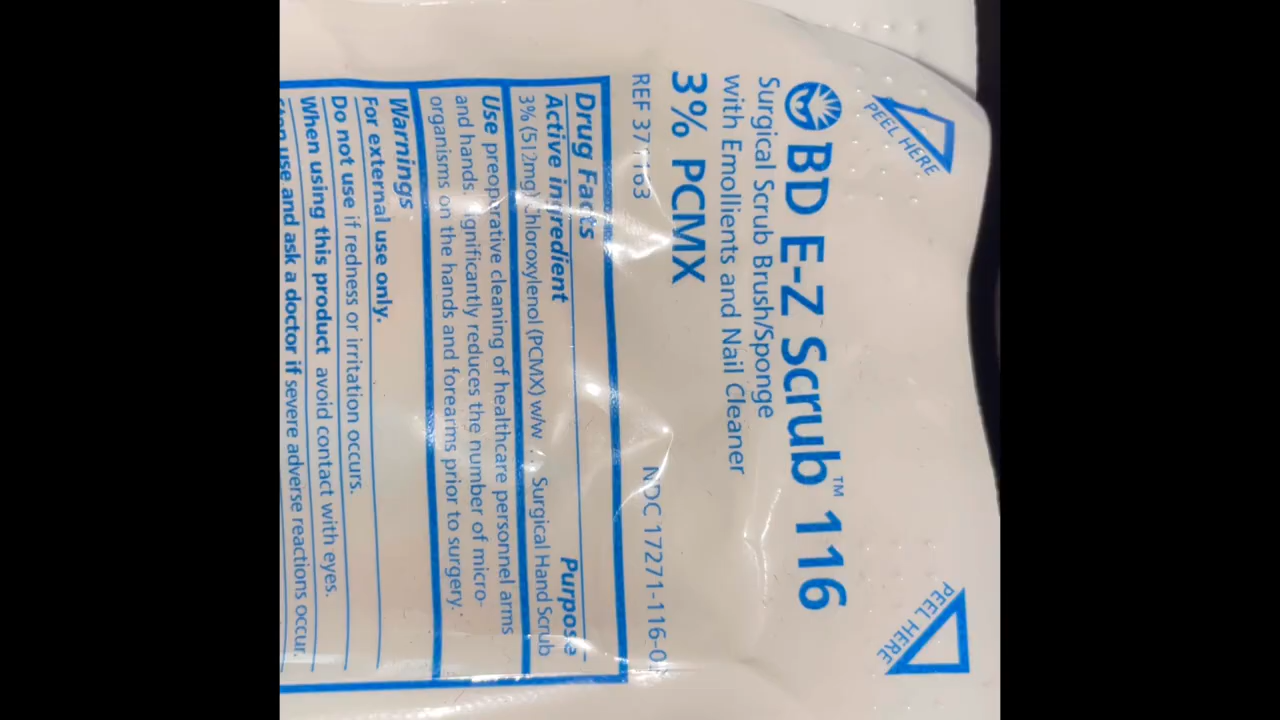 PEEL HERE
PEEL HERE
BD E-Z Scrub™ 116
Surgical Scrub Brush/Sponge
with Emollients and Nail Cleaner
3% PCMX
REF 371163 NDC 17271-116-0
Drug Facts
Active ingredient Purpose
3% (512mg) Chloroxylenol (PCMX) w/w . . Surgical Hand Scrub
Use preoperative cleaning of healthcare personnel arms
and hands. Significantly reduces the number of micro-
organisms on the hands and forearms prior to surgery.
Warnings
For external use only.
Do not use if redness or irritation occurs.
When using this product avoid contact with eyes.
Stop use and ask a doctor if severe adverse reactions occur.